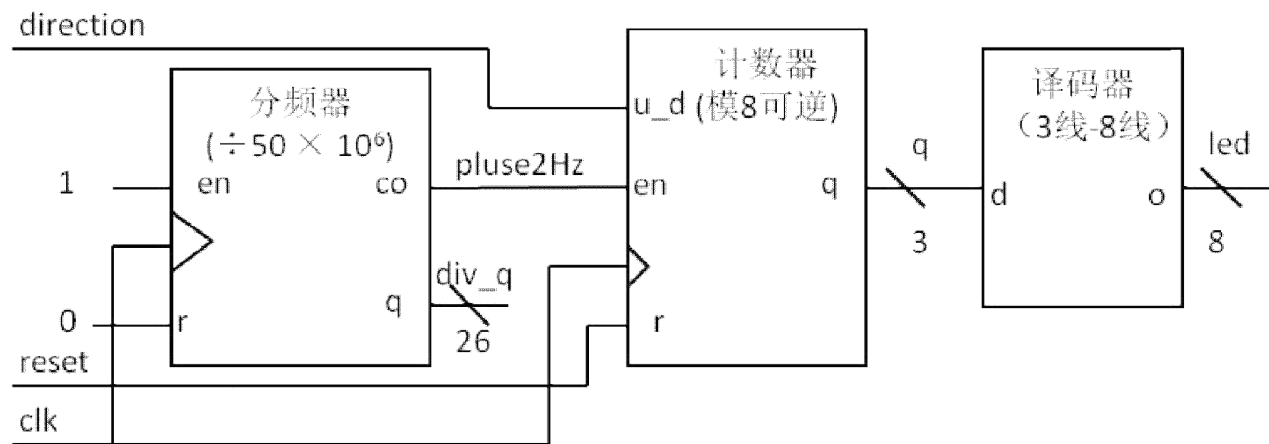 direction
分频器
(÷50 × 10⁶)
1
en
co
pluse2Hz
div_q
q
26
0
r
reset
clk
计数器
u_d (模8可逆)
en
q
r
q
3
译码器
（3线-8线）
d
o
led
8